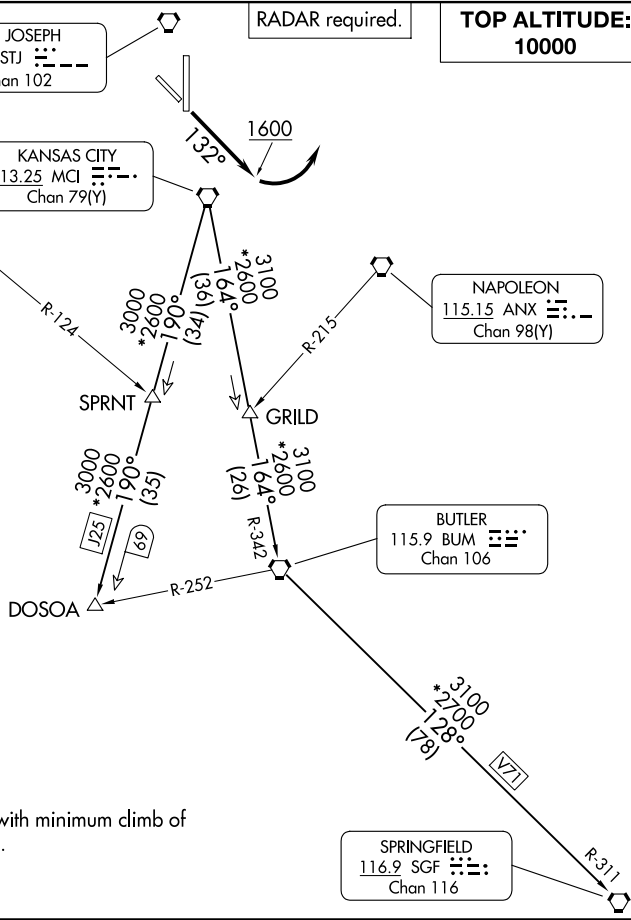 RADAR required.
TOP ALTITUDE:
10000
JOSEPH
STJ
an 102
1600
132°
KANSAS CITY
13.25 MCI
Chan 79(Y)
3000
*2600
190°
(34)
3100
*2600
164°
(36)
NAPOLEON
115.15 ANX
Chan 98(Y)
R-124
R-215
SPRNT
GRILD
3000
*2600
190°
(35)
3100
*2600
164°
(26)
J25
69
R-342
BUTLER
115.9 BUM
Chan 106
R-252
DOSOA
3100
*2700
128°
(78)
V71
with minimum climb of
.
SPRINGFIELD
116.9 SGF
Chan 116
R-311